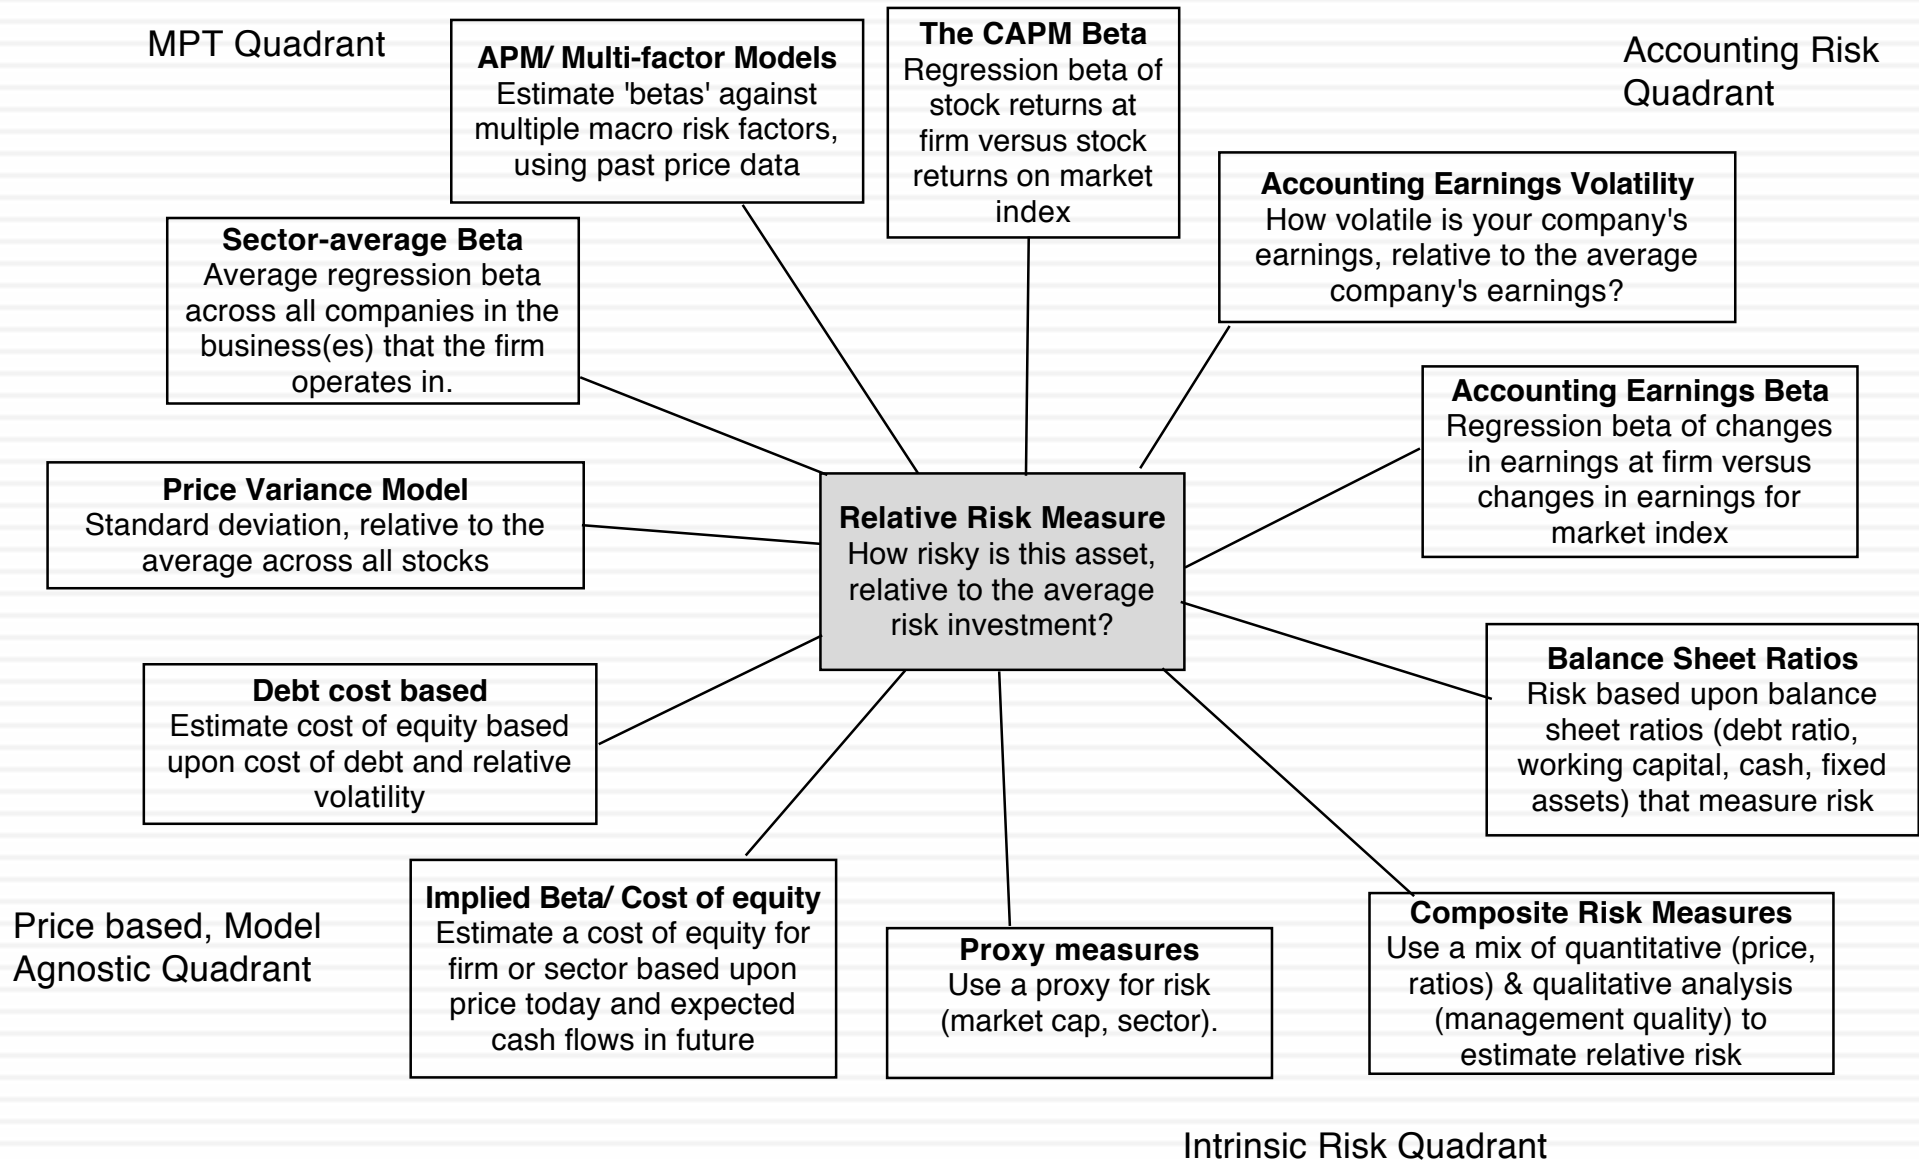 MPT Quadrant
APM/ Multi-factor Models
Estimate 'betas' against
multiple macro risk factors,
using past price data
The CAPM Beta
Regression beta of
stock returns at
firm versus stock
returns on market
index
Accounting Risk
Quadrant
Accounting Earnings Volatility
How volatile is your company's
earnings, relative to the average
company's earnings?
Sector-average Beta
Average regression beta
across all companies in the
business(es) that the firm
operates in.
Accounting Earnings Beta
Regression beta of changes
in earnings at firm versus
changes in earnings for
market index
Price Variance Model
Standard deviation, relative to the
average across all stocks
Relative Risk Measure
How risky is this asset,
relative to the average
risk investment?
Balance Sheet Ratios
Risk based upon balance
sheet ratios (debt ratio,
working capital, cash, fixed
assets) that measure risk
Debt cost based
Estimate cost of equity based
upon cost of debt and relative
volatility
Implied Beta/ Cost of equity
Estimate a cost of equity for
firm or sector based upon
price today and expected
cash flows in future
Price based, Model
Agnostic Quadrant
Proxy measures
Use a proxy for risk
(market cap, sector).
Composite Risk Measures
Use a mix of quantitative (price,
ratios) & qualitative analysis
(management quality) to
estimate relative risk
Intrinsic Risk Quadrant